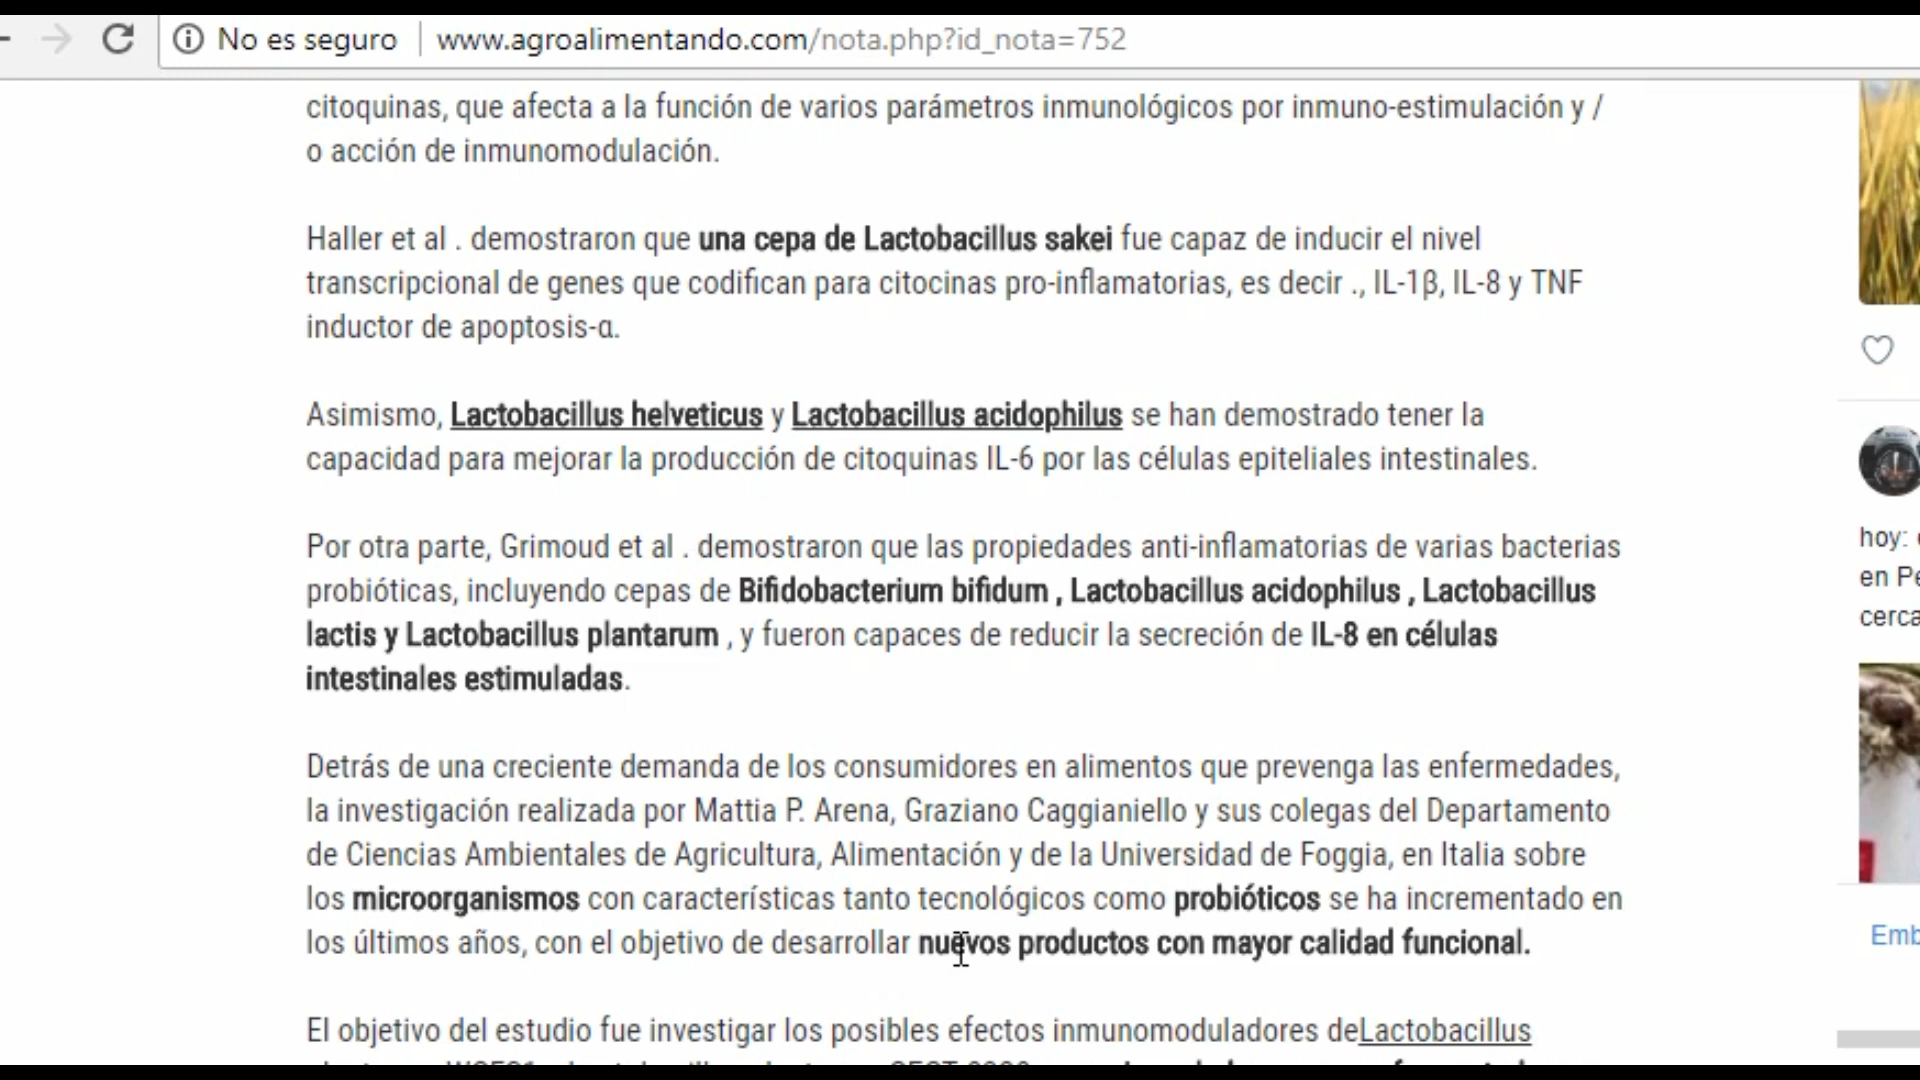 No es seguro www.agroalimentando.com/nota.php?id_nota=752
citoquinas, que afecta a la función de varios parámetros inmunológicos por inmuno-estimulación y /
o acción de inmunomodulación.
Haller et al . demostraron que una cepa de Lactobacillus sakei fue capaz de inducir el nivel
transcripcional de genes que codifican para citocinas pro-inflamatorias, es decir ., IL-1β, IL-8 y TNF
inductor de apoptosis-α.
Asimismo, Lactobacillus helveticus y Lactobacillus acidophilus se han demostrado tener la
capacidad para mejorar la producción de citoquinas IL-6 por las células epiteliales intestinales.
Por otra parte, Grimoud et al . demostraron que las propiedades anti-inflamatorias de varias bacterias
probióticas, incluyendo cepas de Bifidobacterium bifidum , Lactobacillus acidophilus , Lactobacillus
lactis y Lactobacillus plantarum , y fueron capaces de reducir la secreción de IL-8 en células
intestinales estimuladas.
Detrás de una creciente demanda de los consumidores en alimentos que prevenga las enfermedades,
la investigación realizada por Mattia P. Arena, Graziano Caggianiello y sus colegas del Departamento
de Ciencias Ambientales de Agricultura, Alimentación y de la Universidad de Foggia, en Italia sobre
los microorganismos con características tanto tecnológicos como probióticos se ha incrementado en
los últimos años, con el objetivo de desarrollar nuevos productos con mayor calidad funcional.
El objetivo del estudio fue investigar los posibles efectos inmunomoduladores deLactobacillus
hoy:
en
Emb